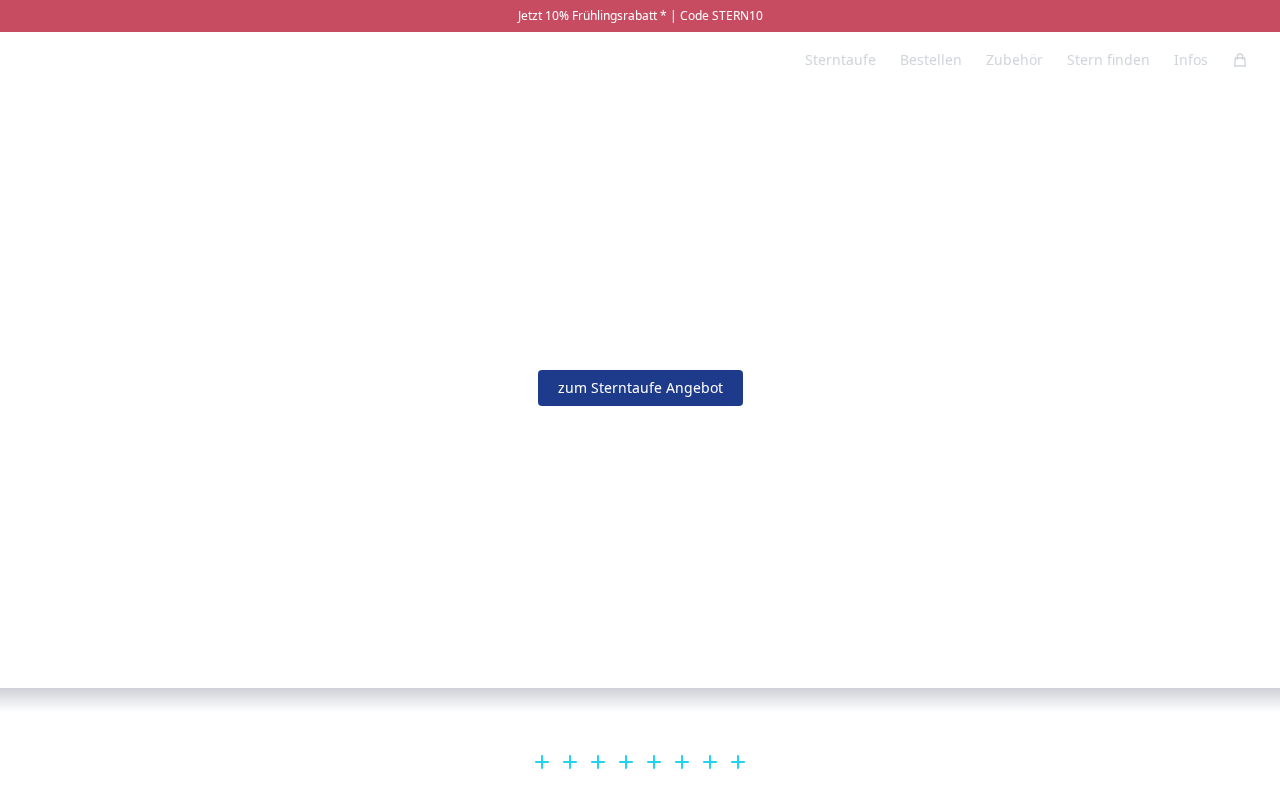 Jetzt 10% Frühlingsrabatt * | Code STERN10
Sterntaufe Bestellen Zubehör Stern finden Infos
zum Sterntaufe Angebot